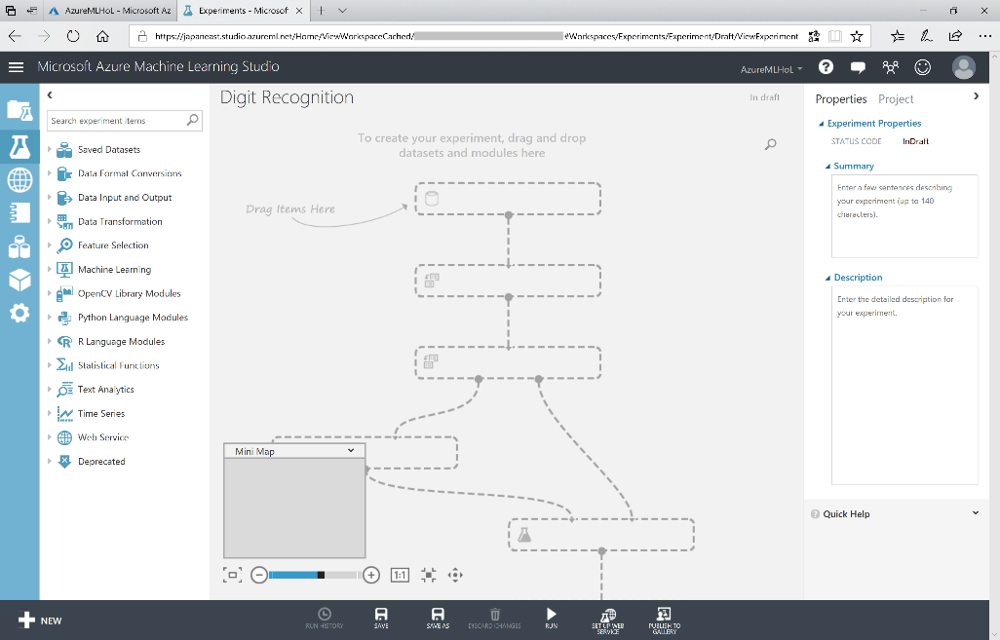 AzureMLHoL - Microsoft Az
Experiments - Microsof
https://japaneast.studio.azureml.net/Home/ViewWorkspaceCached/ #Workspaces/Experiments/Experiment/Draft/ViewExperiment
Microsoft Azure Machine Learning Studio
AzureMLHoL
Search experiment items
Saved Datasets
Data Format Conversions
Data Input and Output
Data Transformation
Feature Selection
Machine Learning
OpenCV Library Modules
Python Language Modules
R Language Modules
Statistical Functions
Text Analytics
Time Series
Web Service
Deprecated
Digit Recognition
In draft
To create your experiment, drag and drop
datasets and modules here
Drag Items Here
Mini Map
1:1
Properties Project
Experiment Properties
STATUS CODE InDraft
Summary
Enter a few sentences describing
your experiment (up to 140
characters).
Description
Enter the detailed description for
your experiment.
Quick Help
NEW
RUN HISTORY
SAVE
SAVE AS
DISCARD CHANGES
RUN
SET UP WEB
SERVICE
PUBLISH TO
GALLERY